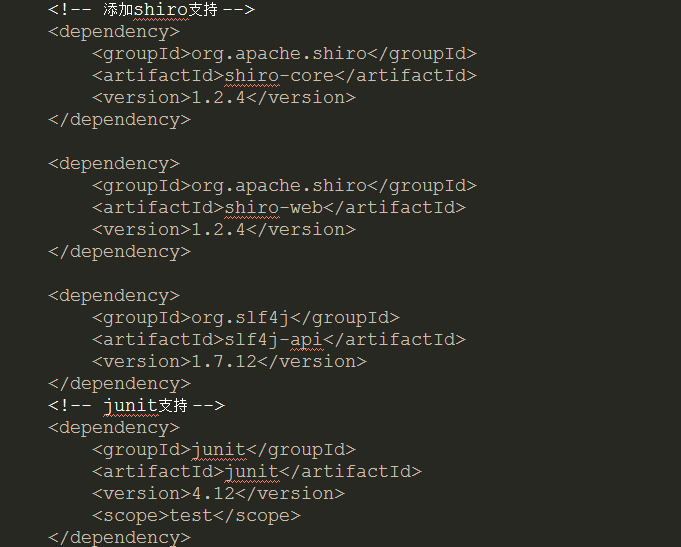 <!-- 添加shiro支持 -->
<dependency>
<groupId>org.apache.shiro</groupId>
<artifactId>shiro-core</artifactId>
<version>1.2.4</version>
</dependency>
<dependency>
<groupId>org.apache.shiro</groupId>
<artifactId>shiro-web</artifactId>
<version>1.2.4</version>
</dependency>
<dependency>
<groupId>org.slf4j</groupId>
<artifactId>slf4j-api</artifactId>
<version>1.7.12</version>
</dependency>
<!-- junit支持 -->
<dependency>
<groupId>junit</groupId>
<artifactId>junit</artifactId>
<version>4.12</version>
<scope>test</scope>
</dependency>